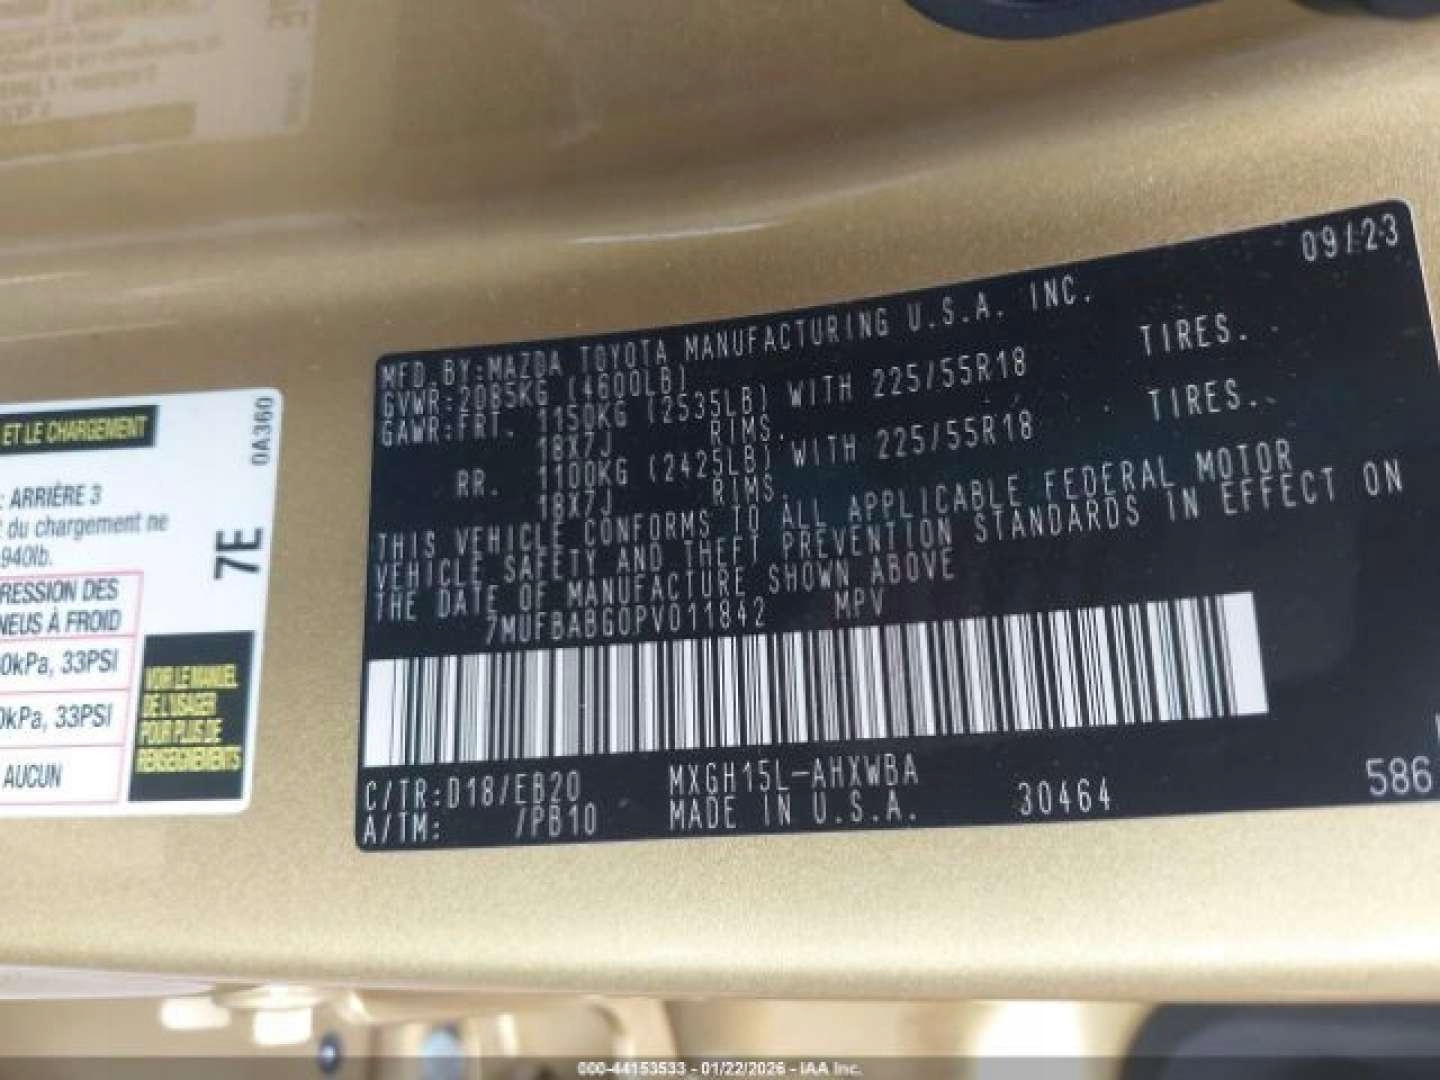 09/23
MFD.BY:MAZDA TOYOTA MANUFACTURING U.S.A. INC.
GVWR:2085KG (4600LB)
GAWR:FRT. 1150KG (2535LB) WITH 225/55R18 TIRES.
18X7J RIMS.
RR. 1100KG (2425LB) WITH 225/55R18 TIRES.
18X7J RIMS.
THIS VEHICLE CONFORMS TO ALL APPLICABLE FEDERAL MOTOR
VEHICLE SAFETY AND THEFT PREVENTION STANDARDS IN EFFECT ON
THE DATE OF MANUFACTURE SHOWN ABOVE
7MUFBABG0PV011842 MPV
C/TR:D18/EB20 MXGH15L-AHXWBA
A/TM: /PB10 MADE IN U.S.A. 30464 586
ET LE CHARGEMENT
0A360
: ARRIÈRE 3
du chargement ne
940lb.
7E
RESSION DES
NEUS À FROID
0kPa, 33PSI
0kPa, 33PSI
AUCUN
VOIR LE MANUEL
DE L'USAGER
POUR PLUS DE
RENSEIGNEMENTS
000-44153533 - 01/22/2026 - IAA Inc.